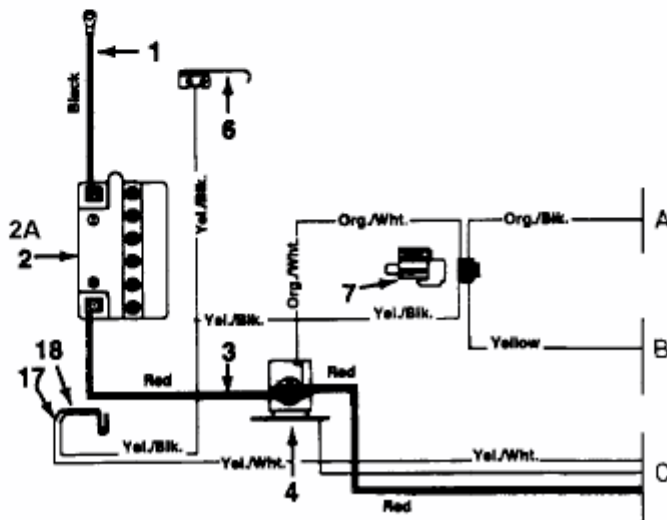 1
Black
6
Yel./Blk.
2A
2
Org./Wht.
Org./Blk.
A
Org./Wht.
7
Yel./Blk.
Yel./Blk.
Yellow
B
3
18
17
Red
Red
Yel./Blk.
Yel./Wht.
4
Yel./Wht.
C
Red